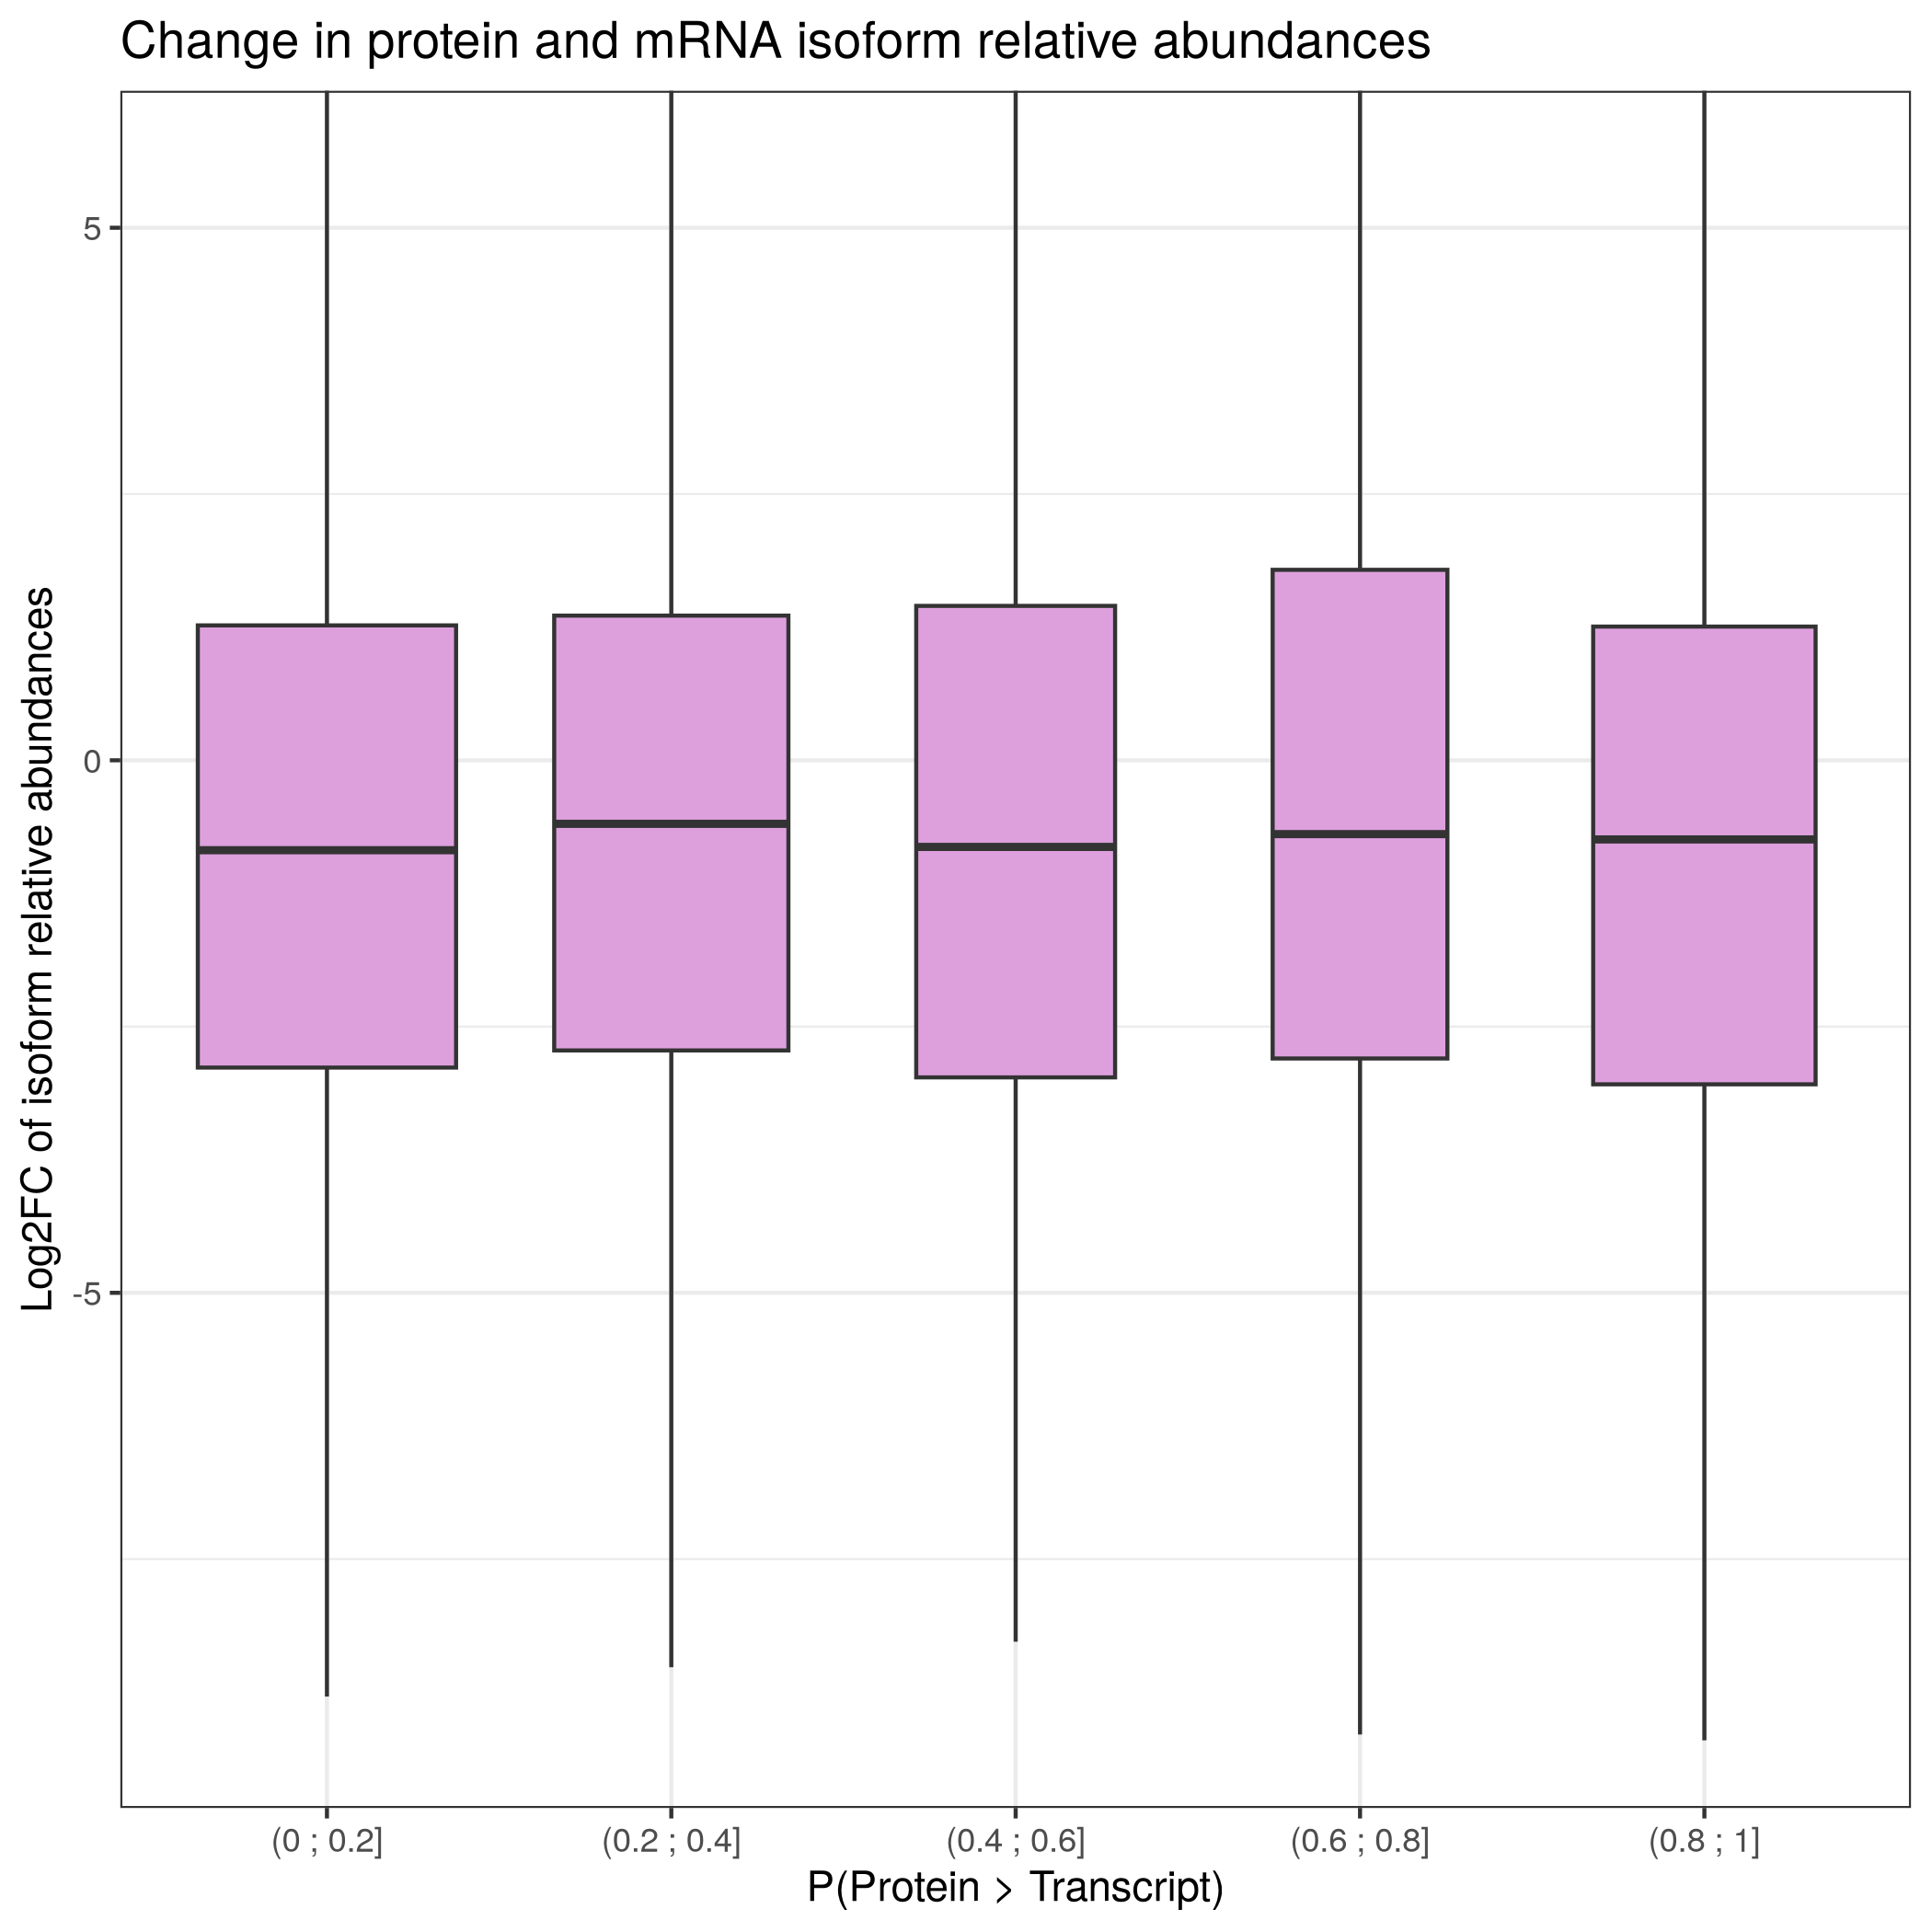 Change in protein and mRNA isoform relative abundances
Log2FC of isoform relative abundances
5
0
-5
(0 ; 0.2]
(0.2 ; 0.4]
(0.4 ; 0.6]
(0.6 ; 0.8]
(0.8 ; 1]
P(Protein > Transcript)